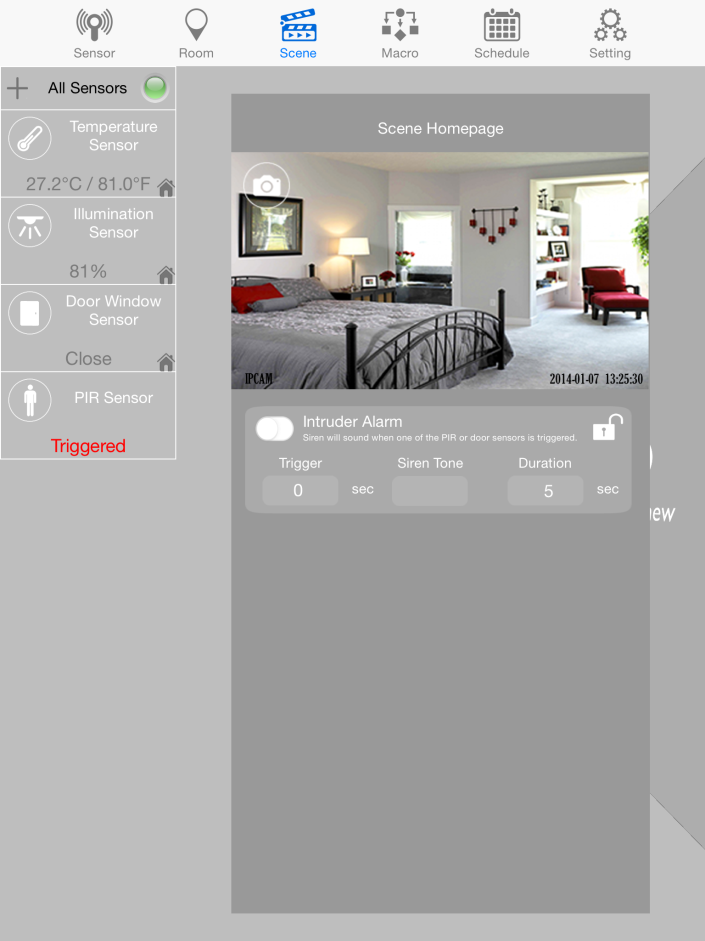 Sensor Room Scene Macro Schedule Setting
All Sensors
Temperature
Sensor
27.2°C / 81.0°F
Illumination
Sensor
81%
Door Window
Sensor
Close
PIR Sensor
Triggered
Scene Homepage
IPCAM 2014-01-07 13:25:30
Intruder Alarm
Siren will sound when one of the PIR or door sensors is triggered.
Trigger Siren Tone Duration
0 sec 5 sec